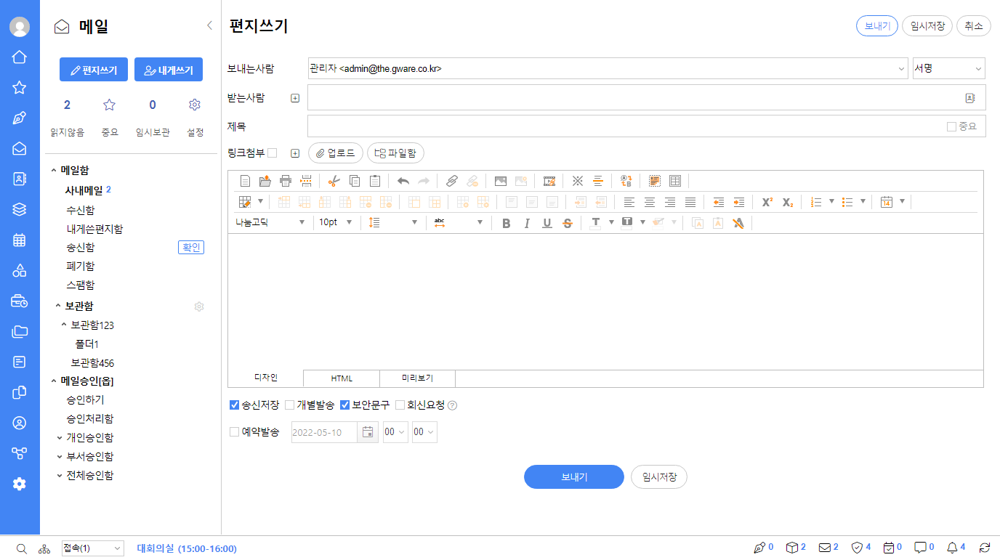 메일
편지쓰기 내게쓰기
2 0
읽지않음 중요 임시보관 설정
메일함
사내메일 2
수신함
내게쓴편지함
송신함 확인
폐기함
스팸함
보관함
보관함123
폴더1
보관함456
메일승인[옵]
승인하기
승인처리함
개인승인함
부서승인함
전체승인함
편지쓰기 보내기 임시저장 취소
보내는사람 관리자 <admin@the.gware.co.kr> 서명
받는사람
제목 중요
링크첨부 업로드 파일함
나눔고딕 10pt abc B I U S T T A
디자인 HTML 미리보기
송신저장 개별발송 보안문구 회신요청 ?
예약발송 2022-05-10 00 00
보내기 임시저장
접속(1) 대회의실 (15:00-16:00) 0 2 2 4 0 0 4